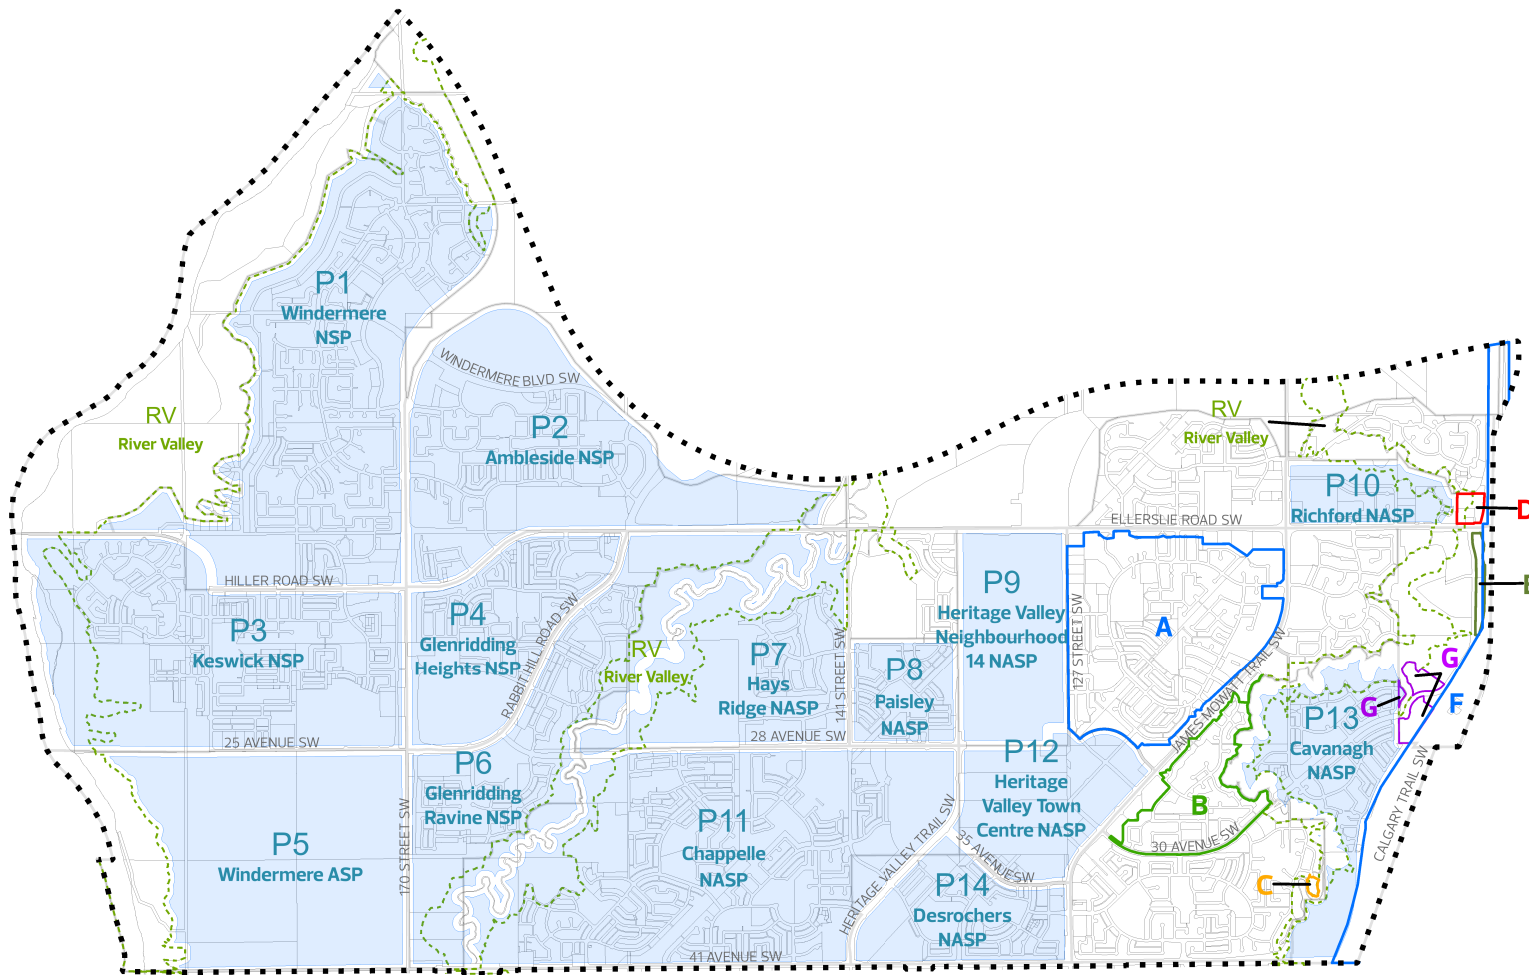 P1
Windermere
NSP
WINDERMERE BLVD SW
RV
River Valley
P2
Ambleside NSP
RV
River Valley
P10
Richford NASP
D
ELLERSLIE ROAD SW
HILLER ROAD SW
P3
Keswick NSP
P4
Glenridding
Heights NSP
RABBIT HILL ROAD SW
RV
River Valley
P7
Hays
Ridge NASP
141 STREET SW
P8
Paisley
NASP
P9
Heritage Valley
Neighbourhood
14 NASP
127 STREET SW
A
JAMES MOWATT TRAIL SW
G
G
F
P13
Cavanagh
NASP
CALGARY TRAIL SW
25 AVENUE SW
28 AVENUE SW
P5
Windermere ASP
170 STREET SW
P6
Glenridding
Ravine NSP
P11
Chappelle
NASP
P12
Heritage
Valley Town
Centre NASP
HERITAGE VALLEY TRAIL SW
35 AVENUE SW
B
30 AVENUE SW
C
P14
Desrochers
NASP
41 AVENUE SW